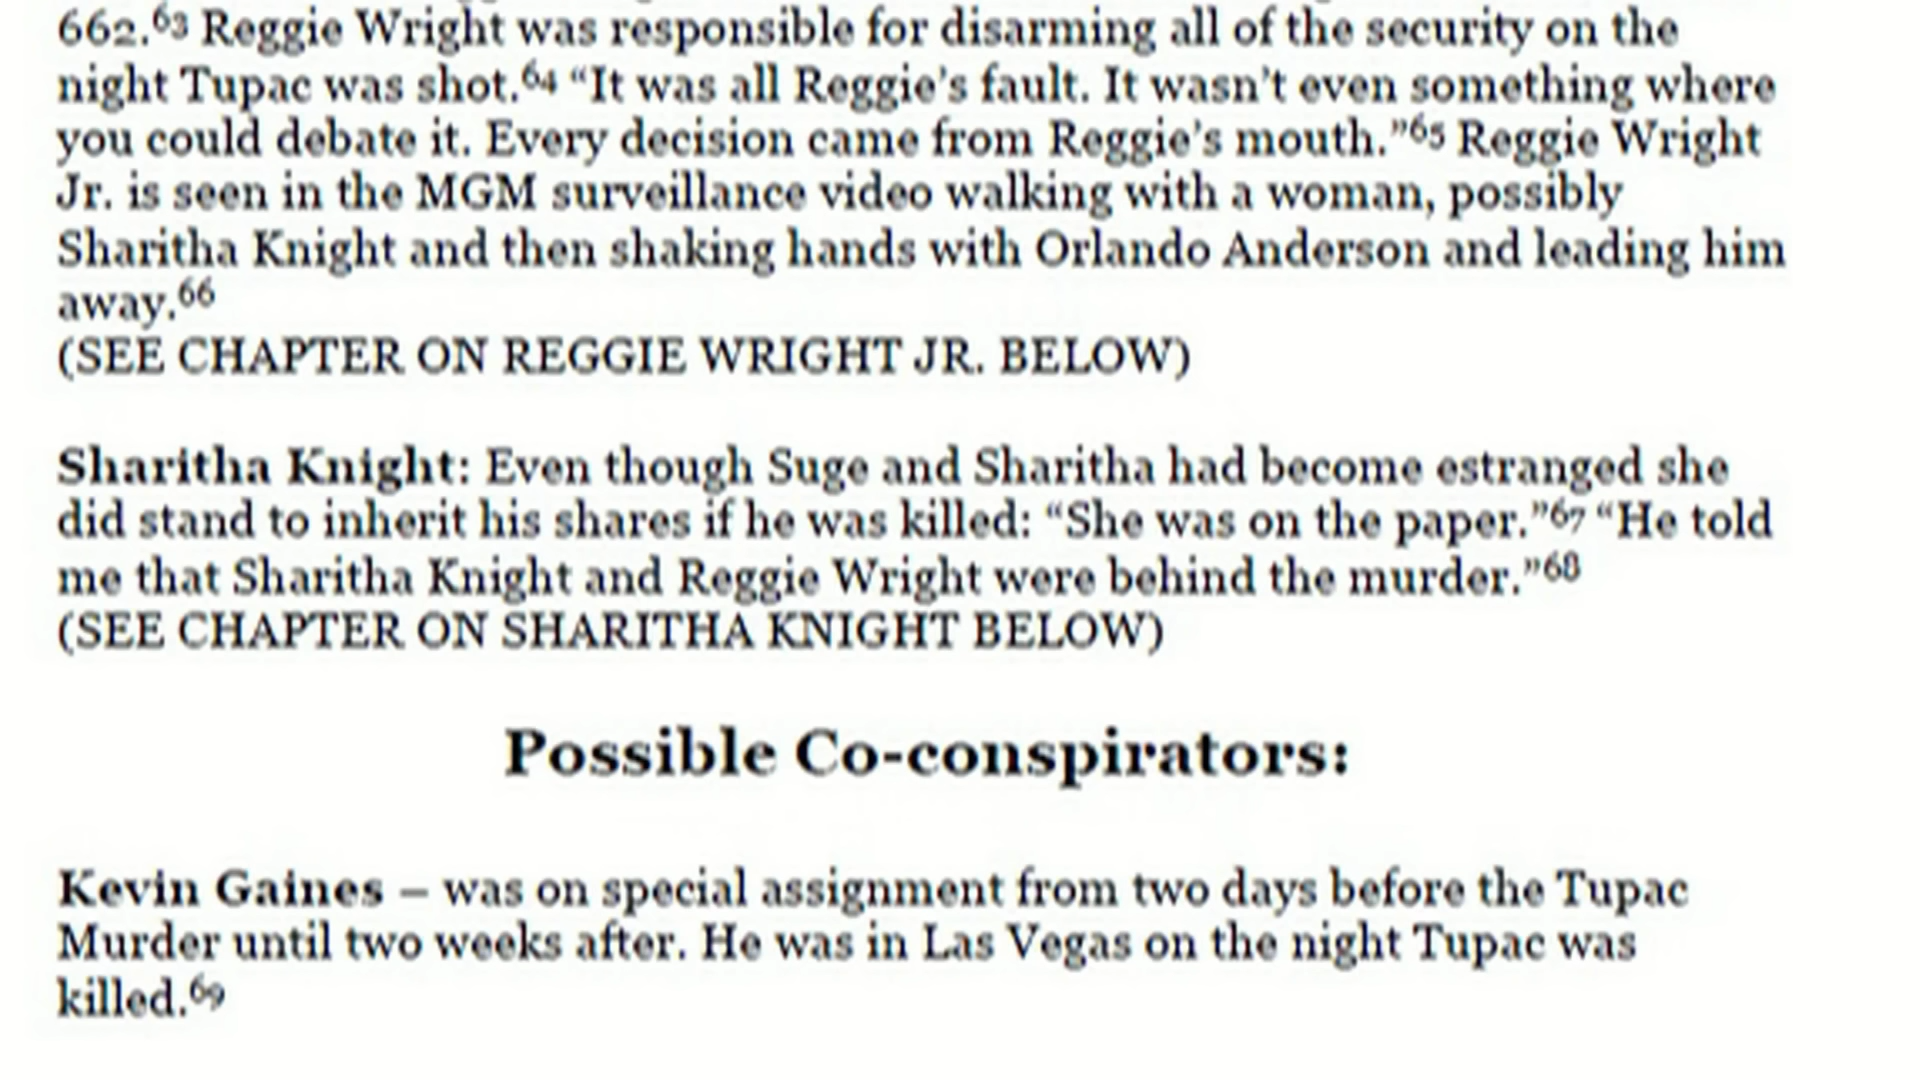 662.63 Reggie Wright was responsible for disarming all of the security on the
night Tupac was shot.64 “It was all Reggie’s fault. It wasn’t even something where
you could debate it. Every decision came from Reggie’s mouth.”65 Reggie Wright
Jr. is seen in the MGM surveillance video walking with a woman, possibly
Sharitha Knight and then shaking hands with Orlando Anderson and leading him
away.66
(SEE CHAPTER ON REGGIE WRIGHT JR. BELOW)
Sharitha Knight: Even though Suge and Sharitha had become estranged she
did stand to inherit his shares if he was killed: “She was on the paper.”67 “He told
me that Sharitha Knight and Reggie Wright were behind the murder.”68
(SEE CHAPTER ON SHARITHA KNIGHT BELOW)
Possible Co-conspirators:
Kevin Gaines – was on special assignment from two days before the Tupac
Murder until two weeks after. He was in Las Vegas on the night Tupac was
killed.69